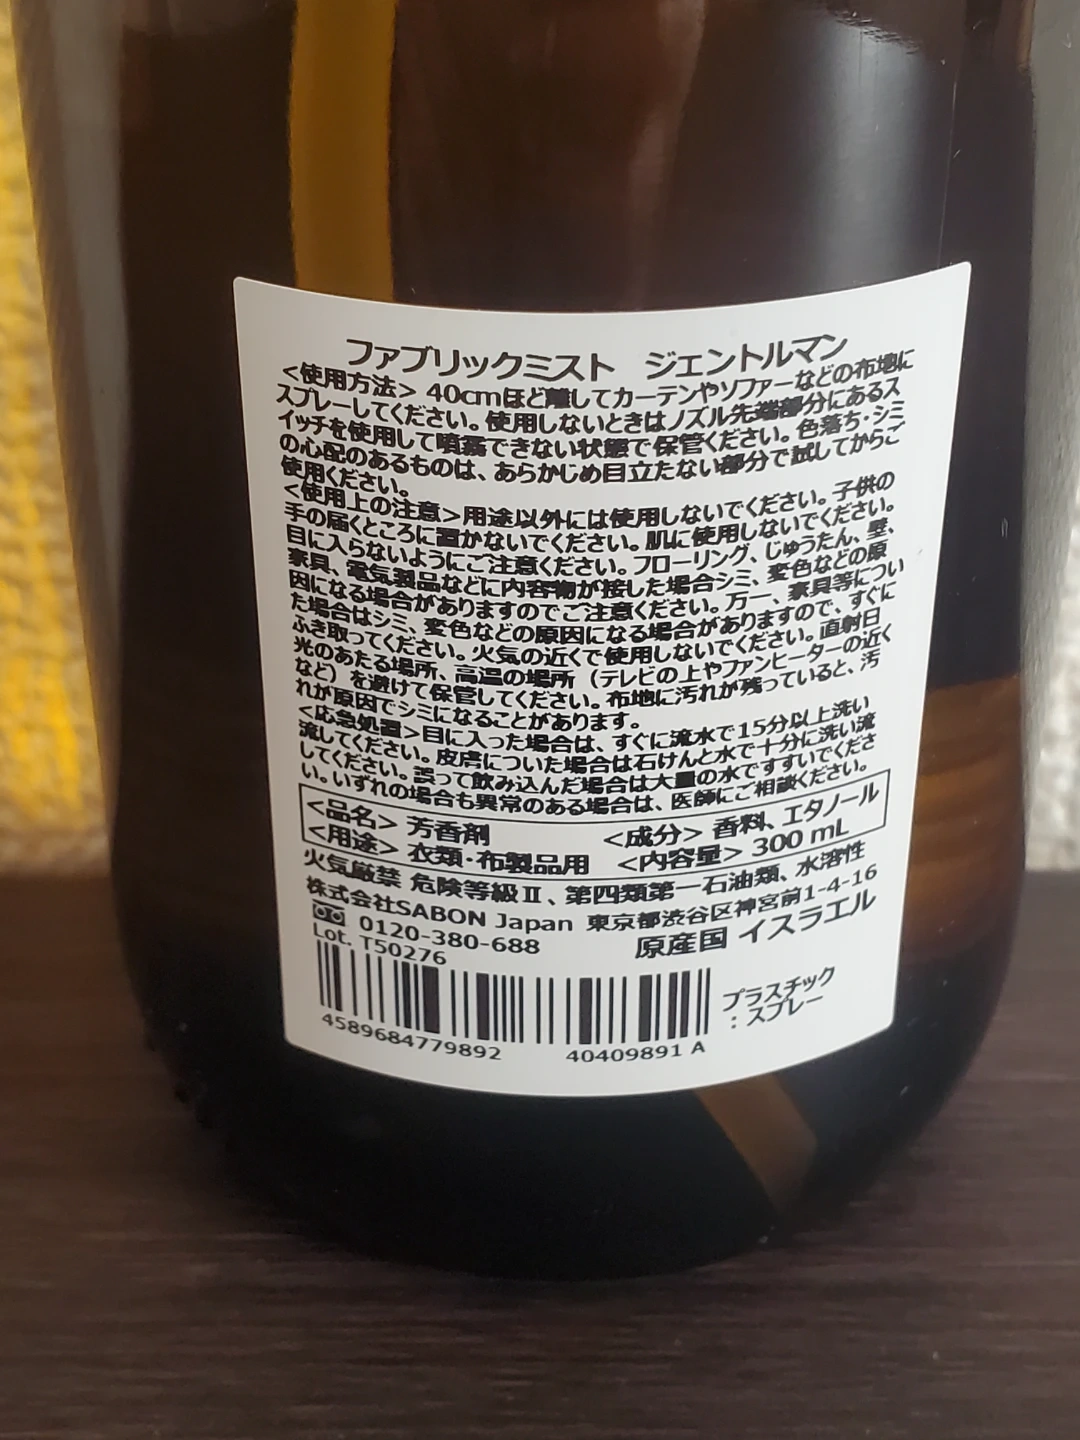 ファブリックミスト　ジェントルマン
<使用方法> 40cmほど離してカーテンやソファーなどの布地に
スプレーしてください。使用しないときはノズル先端部分にあるス
イッチを使用して噴霧できない状態で保管ください。色落ち・シミ
の心配のあるものは、あらかじめ目立たない部分で試してからご
使用ください。
<使用上の注意>用途以外には使用しないでください。子供の
手の届くところに置かないでください。肌に使用しないでください。
目に入らないようにご注意ください。フローリング、じゅうたん、壁、
家具、電気製品などに内容物が接した場合シミ、変色などの原
因になる場合がありますのでご注意ください。万一、家具等につい
た場合はシミ、変色などの原因になる場合がありますので、すぐに
ふき取ってください。火気の近くで使用しないでください。直射日
光のあたる場所、高温の場所（テレビの上やファンヒーターの近く
など）を避けて保管してください。布地に汚れが残っていると、汚
れが原因でシミになることがあります。
<応急処置>目に入った場合は、すぐに流水で15分以上洗い
流してください。皮膚についた場合は石けんと水で十分に洗い流
してください。誤って飲み込んだ場合は大量の水ですすいでくださ
い。いずれの場合も異常のある場合は、医師にご相談ください。
<品名> 芳香剤　<成分> 香料、エタノール
<用途> 衣類・布製品用　<内容量> 300 mL
火気厳禁 危険等級Ⅱ、第四類第一石油類、水溶性
株式会社SABON Japan 東京都渋谷区神宮前1-4-16
0120-380-688　原産国 イスラエル
Lot. T50276
プラスチック
：スプレー
4589684779892　40409891 A